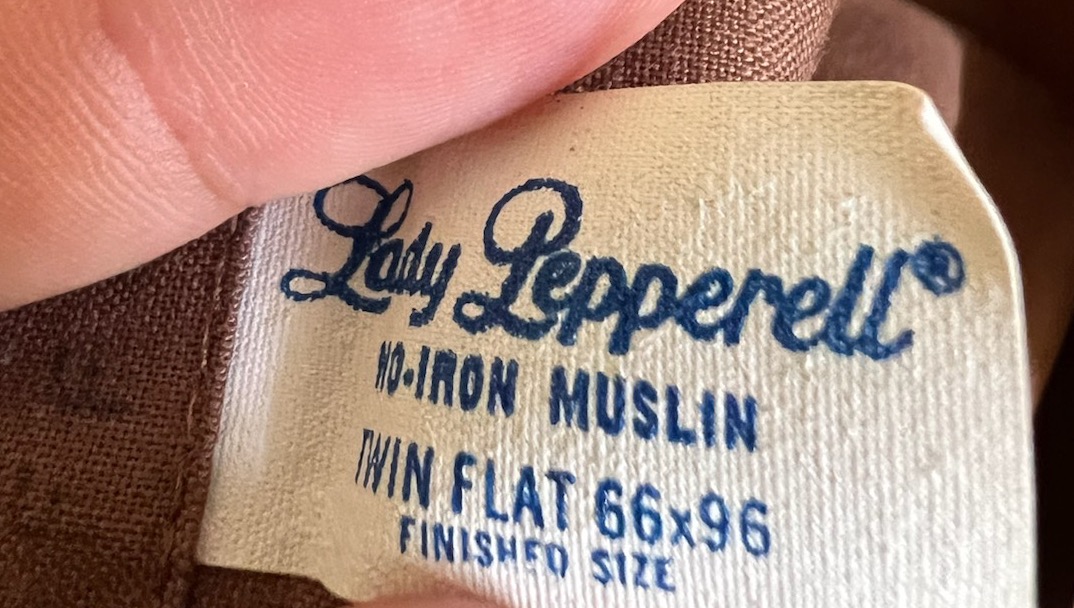 Lady Pepperell®
NO-IRON MUSLIN
TWIN FLAT 66x96
FINISHED SIZE